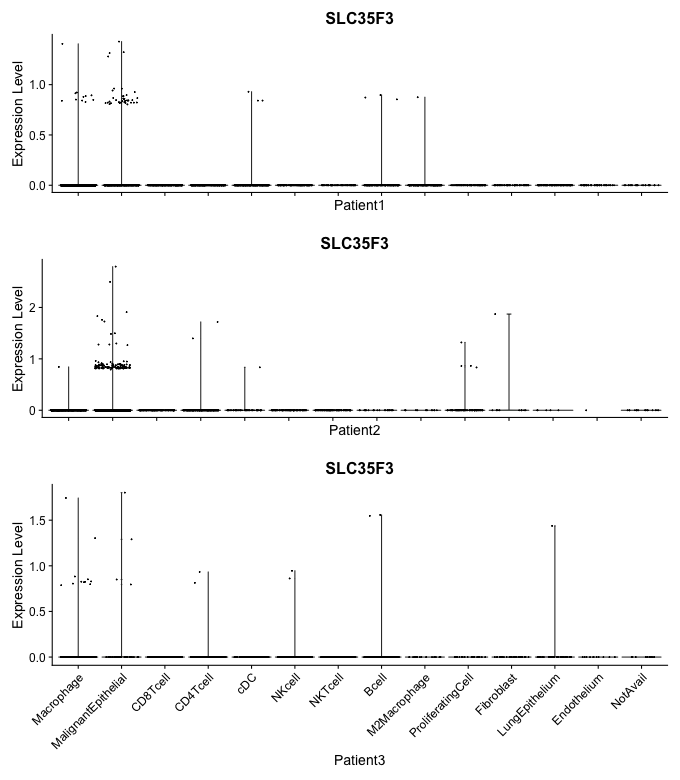 SLC35F3
Expression Level
1.0
0.5
0.0
Patient1
SLC35F3
Expression Level
2
1
0
Patient2
SLC35F3
Expression Level
1.5
1.0
0.5
0.0
Macrophage
MalignantEpithelial
CD8Tcell
CD4Tcell
cDC
NKcell
NKTcell
Bcell
M2Macrophage
ProliferatingCell
Fibroblast
LungEpithelium
Endothelium
NotAvail
Patient3